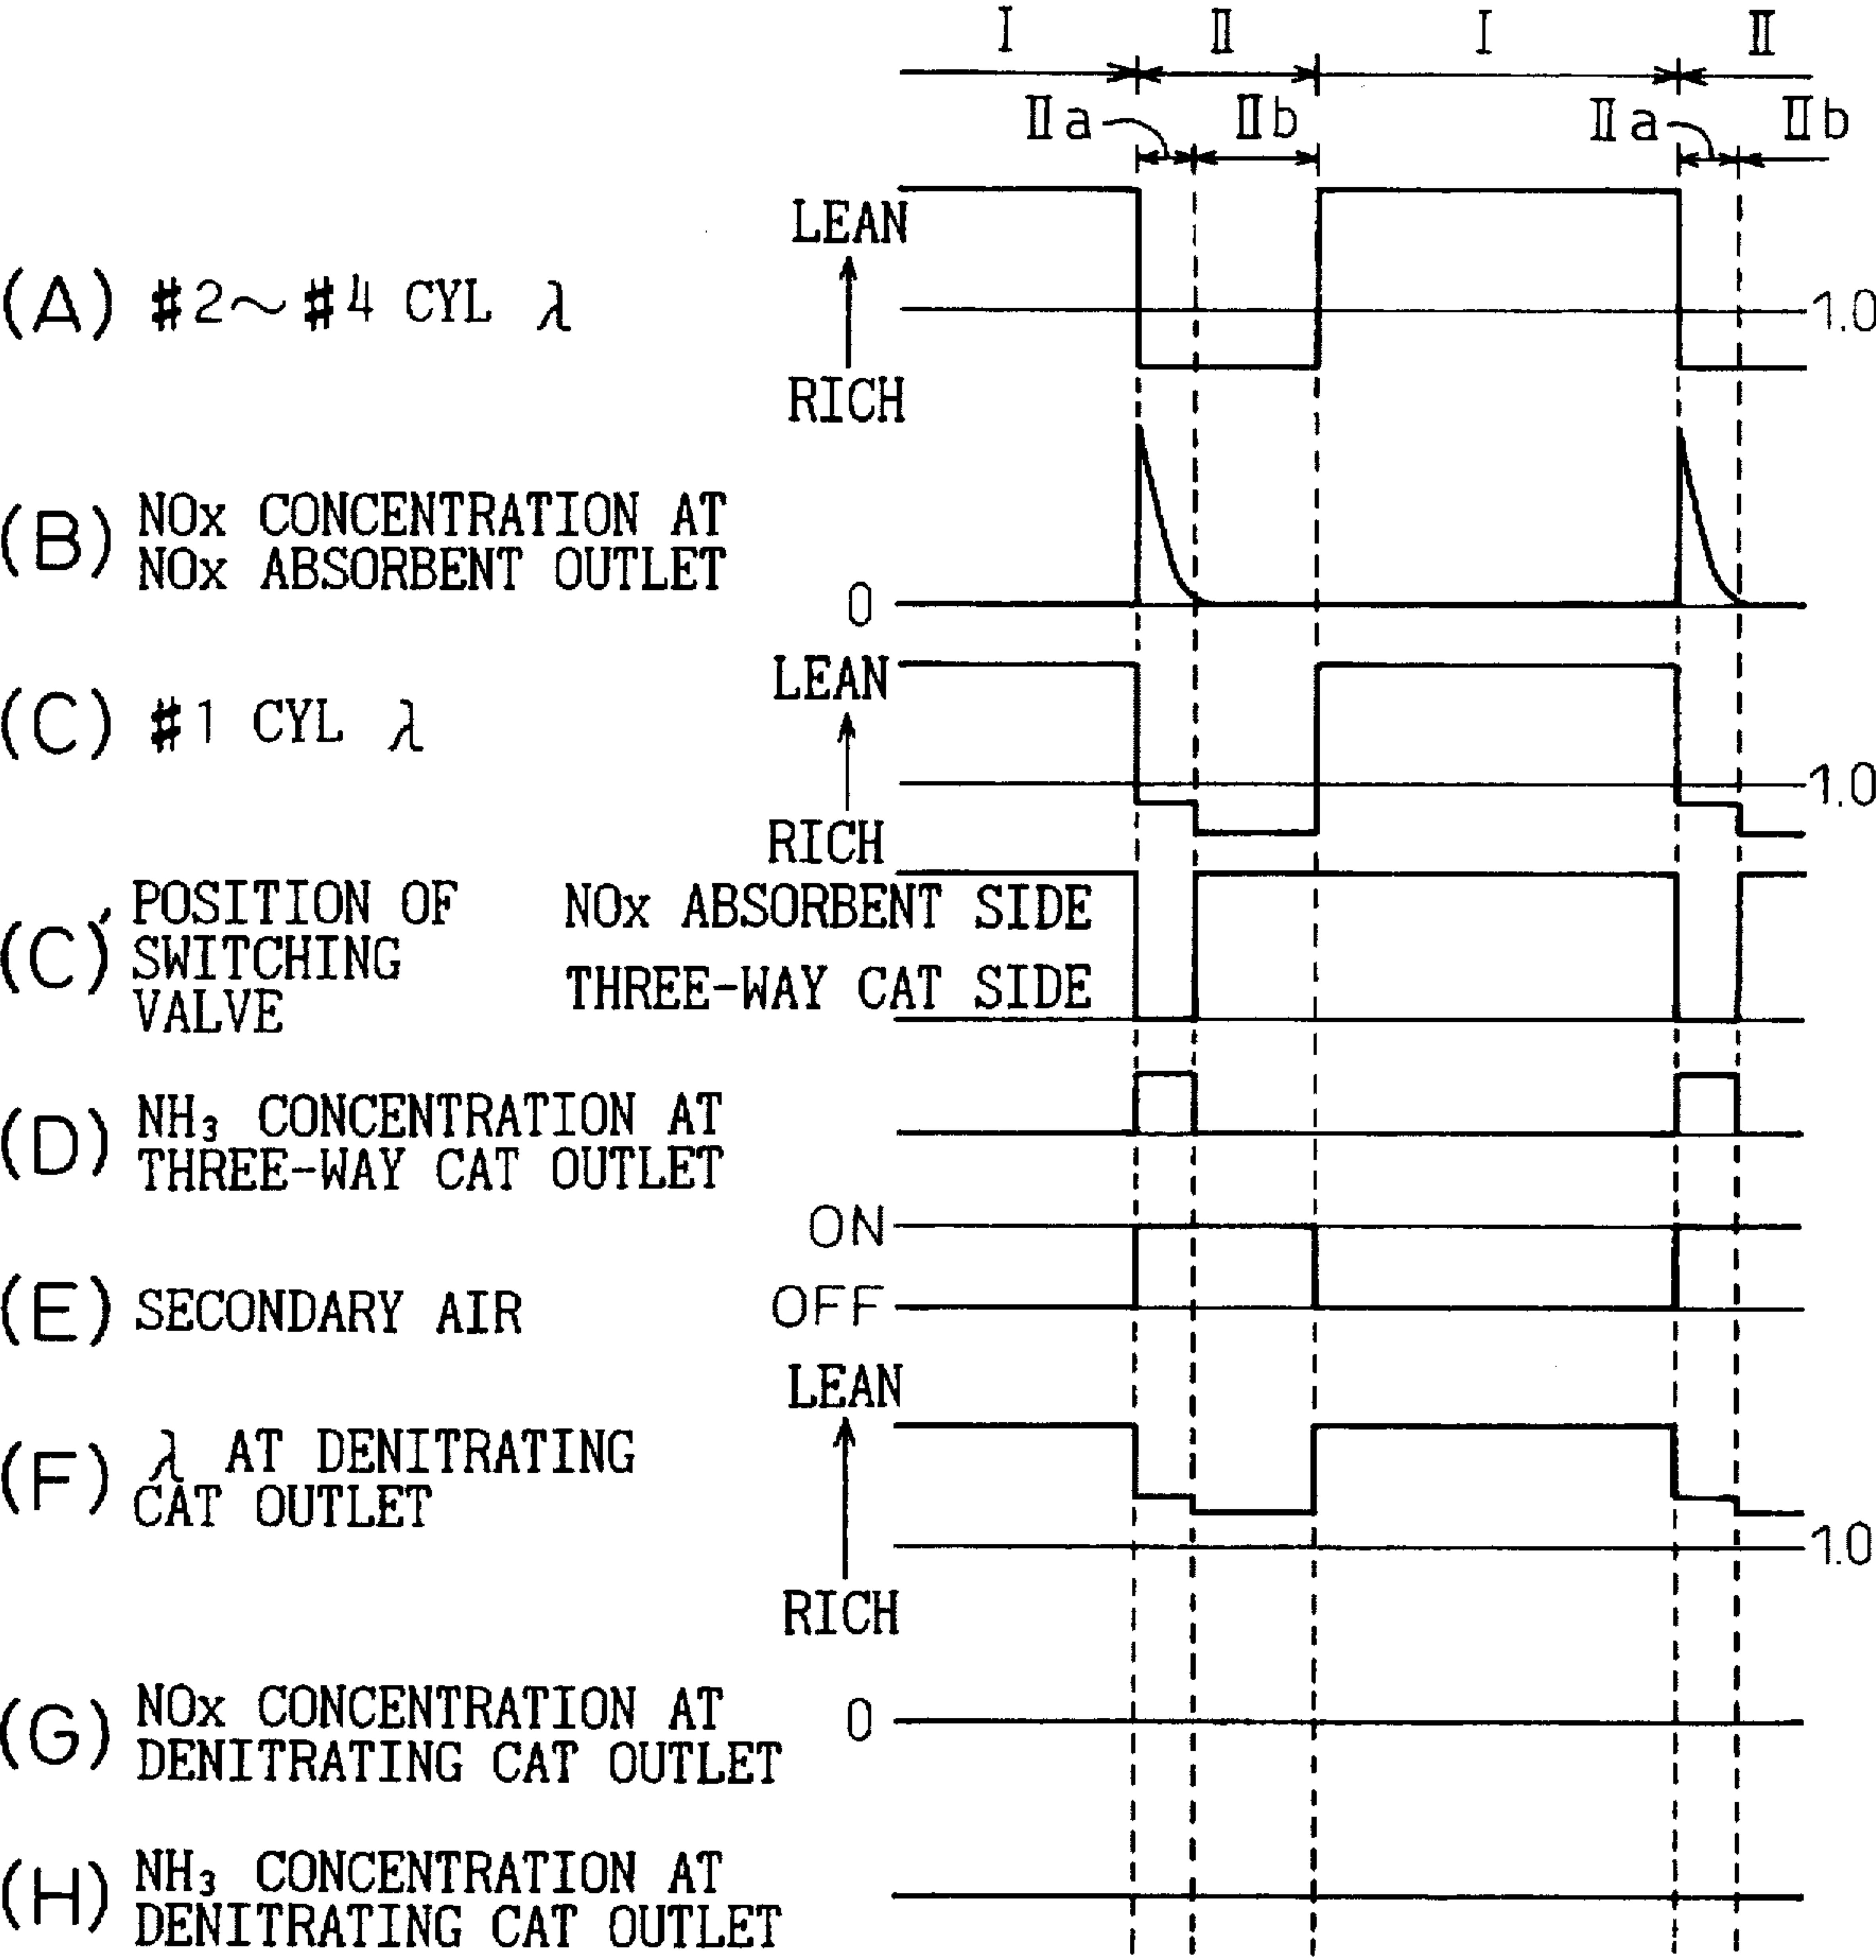 I II I II
IIa IIb IIa IIb
LEAN
(A) #2~#4 CYL λ
1.0
RICH
(B) NOx CONCENTRATION AT
NOx ABSORBENT OUTLET
0
LEAN
(C) #1 CYL λ
1.0
RICH
(C') POSITION OF
SWITCHING
VALVE
NOx ABSORBENT SIDE
THREE-WAY CAT SIDE
(D) NH₃ CONCENTRATION AT
THREE-WAY CAT OUTLET
ON
(E) SECONDARY AIR
OFF
LEAN
(F) λ AT DENITRATING
CAT OUTLET
1.0
RICH
(G) NOx CONCENTRATION AT
DENITRATING CAT OUTLET
0
(H) NH₃ CONCENTRATION AT
DENITRATING CAT OUTLET